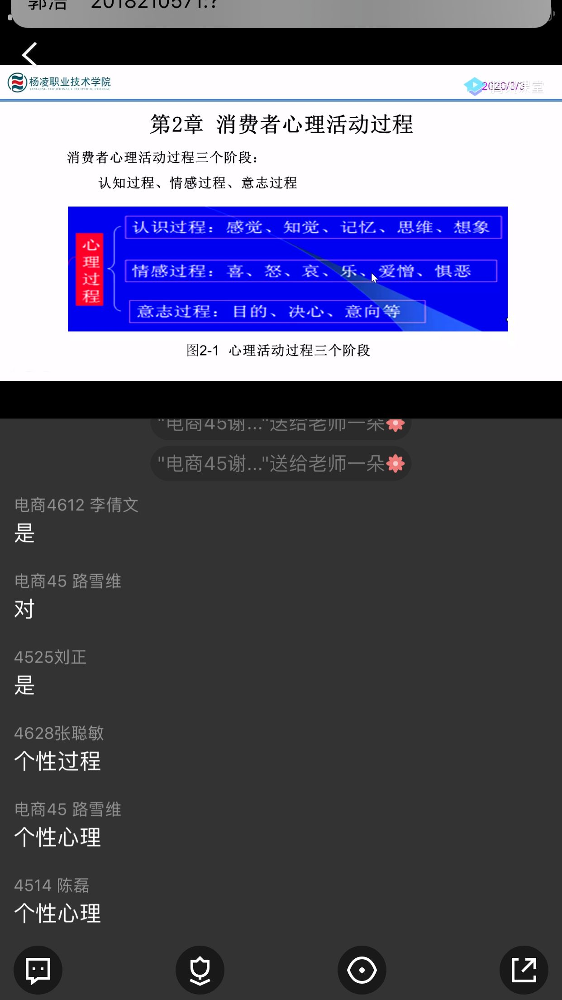 郭浩 2018210571:?
杨凌职业技术学院
YANGLING VOCATIONAL & TECHNICAL COLLEGE
腾讯课堂
第2章 消费者心理活动过程
消费者心理活动过程三个阶段：
认知过程、情感过程、意志过程
心理过程
认识过程：感觉、知觉、记忆、思维、想象
情感过程：喜、怒、哀、乐、爱憎、惧恶
意志过程：目的、决心、意向等
图2-1 心理活动过程三个阶段
"电商45谢..."送给老师一朵
"电商45谢..."送给老师一朵
电商4612 李倩文
是
电商45 路雪维
对
4525刘正
是
4628张聪敏
个性过程
电商45 路雪维
个性心理
4514 陈磊
个性心理